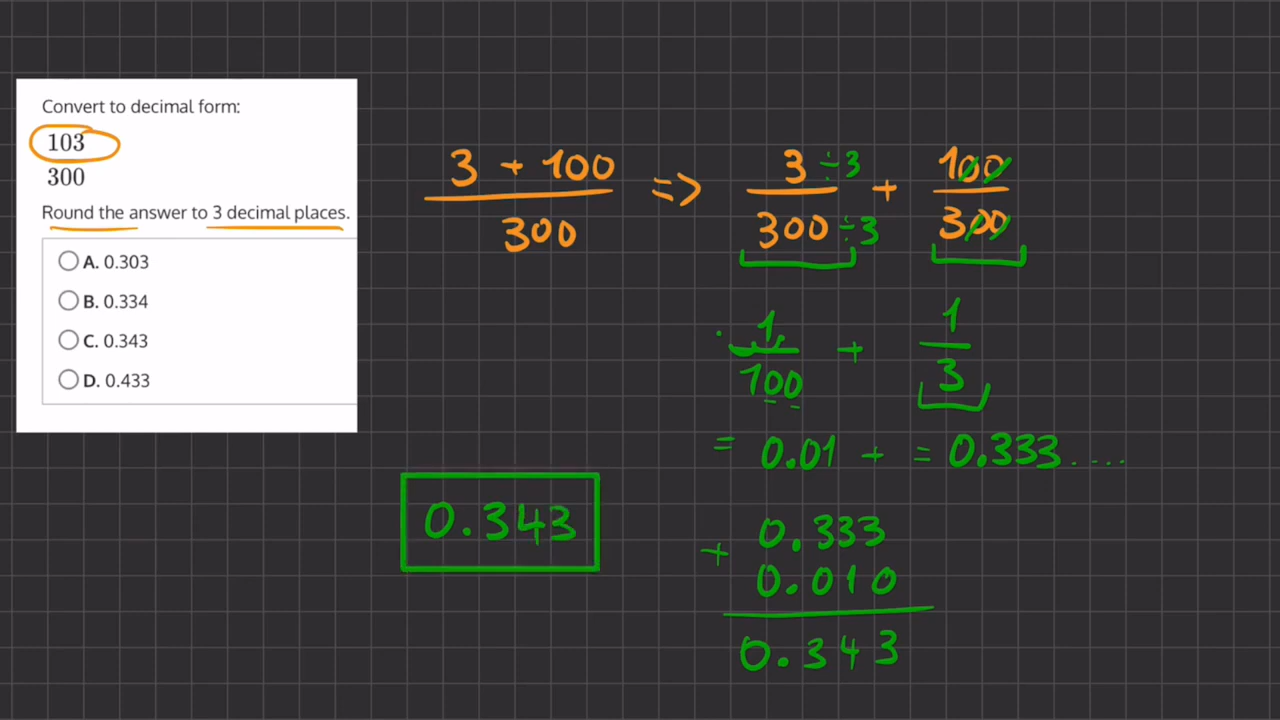 Convert to decimal form:
103
300
Round the answer to 3 decimal places.
A. 0.303
B. 0.334
C. 0.343
D. 0.433
3 + 100
300
=>
3 ÷3
300 ÷3
+
100
300
1
100
+
1
3
= 0.01 + = 0.333.....
0.333
+ 0.010
0.343
0.343